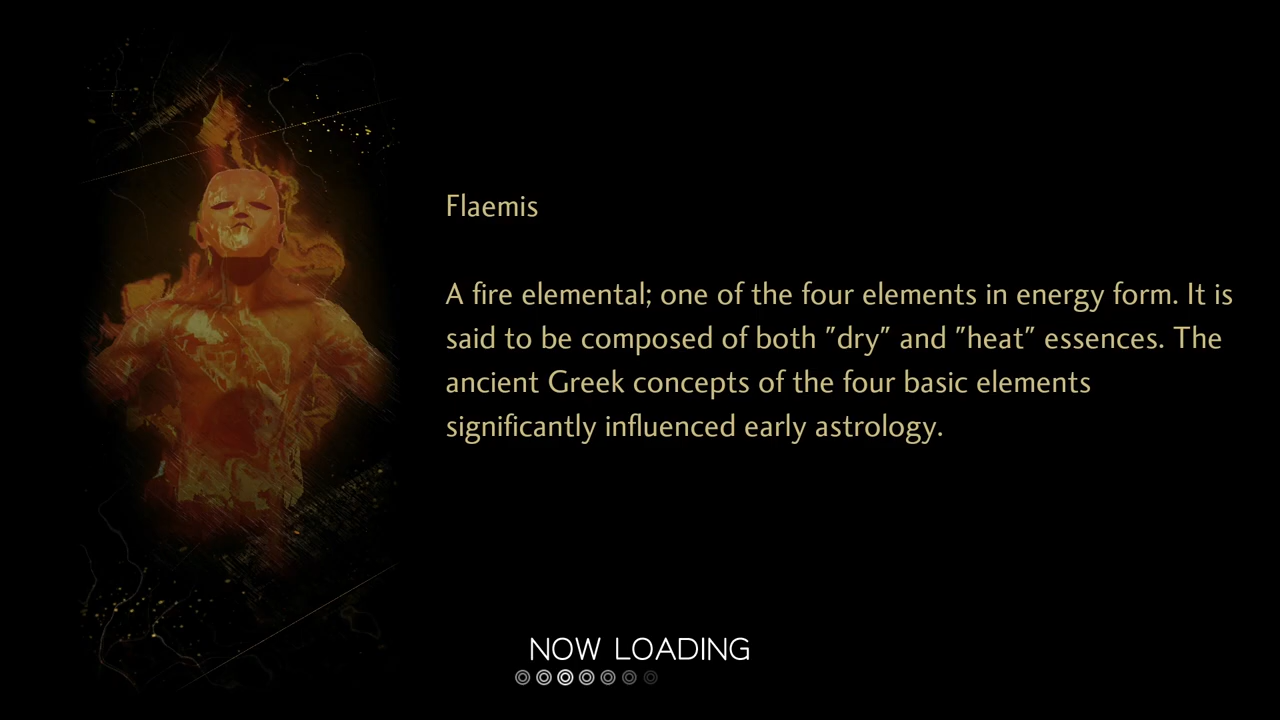 Flaemis
A fire elemental; one of the four elements in energy form. It is
said to be composed of both "dry" and "heat" essences. The
ancient Greek concepts of the four basic elements
significantly influenced early astrology.
NOW LOADING